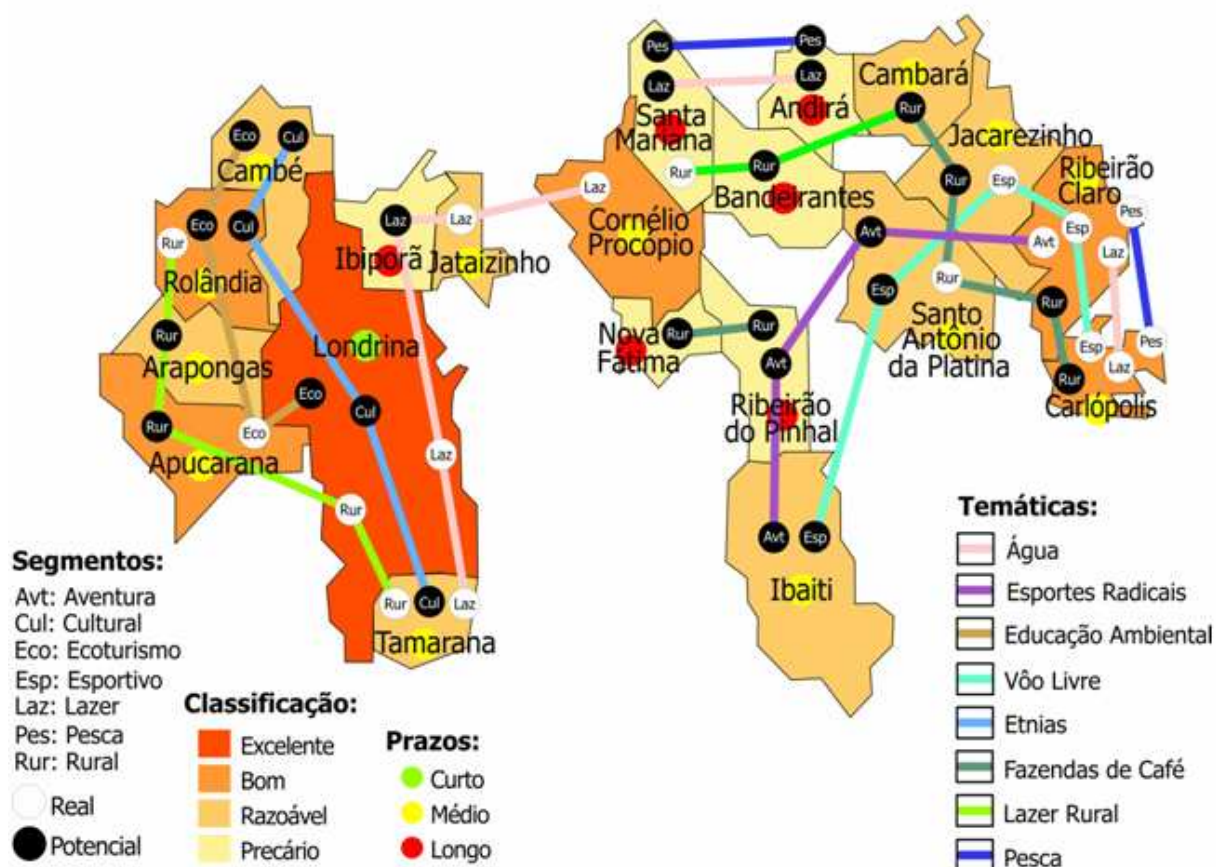 Pes
Pes
Laz
Laz
Cambará
Rur
Santa
Mariana
Andirá
Jacarezinho
Eco
Cul
Cambé
Rur
Rur
Bandeirantes
Rur
Esp
Ribeirão
Claro
Pes
Laz
Cornélio
Procópio
Laz
Laz
Ibiporã
Jataizinho
Eco
Cul
Rur
Rolândia
Avt
Avt
Esp
Laz
Esp
Rur
Rur
Santo
Antônio
da Platina
Nova
Fátima
Rur
Rur
Avt
Esp
Laz
Pes
Rur
Carlópolis
Londrina
Rur
Arapongas
Eco
Cul
Rur
Eco
Apucarana
Laz
Ribeirão
do Pinhal
Rur
Avt
Esp
Ibaiti
Rur
Cul
Laz
Tamarana
Segmentos:
Avt: Aventura
Cul: Cultural
Eco: Ecoturismo
Esp: Esportivo
Laz: Lazer
Pes: Pesca
Rur: Rural
Real
Potencial
Classificação:
Excelente
Bom
Razoável
Precário
Prazos:
Curto
Médio
Longo
Temáticas:
Água
Esportes Radicais
Educação Ambiental
Vôo Livre
Etnias
Fazendas de Café
Lazer Rural
Pesca